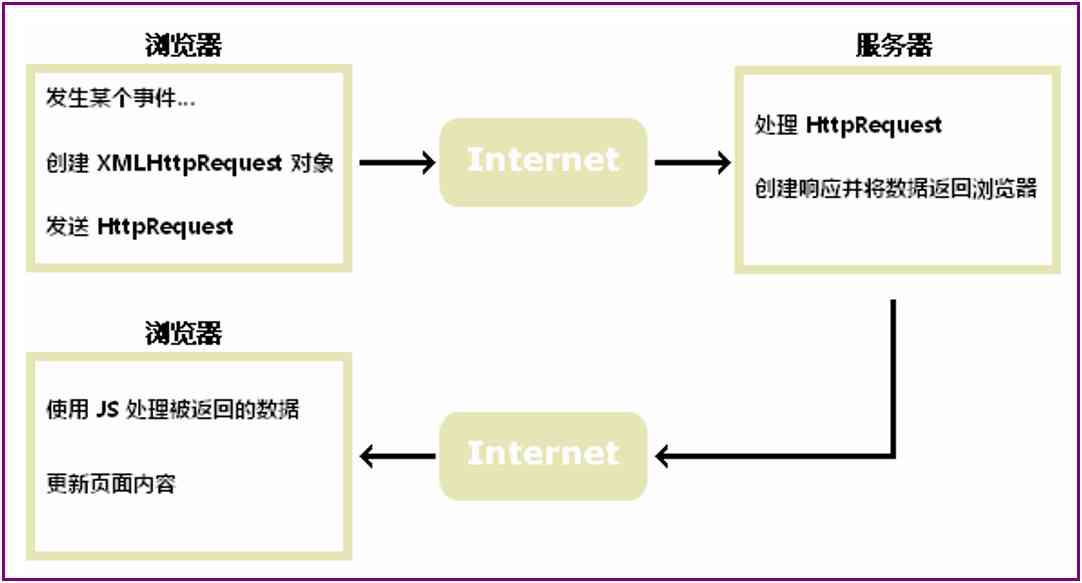 浏览器
发生某个事件...
创建 XMLHttpRequest 对象
发送 HttpRequest
Internet
服务器
处理 HttpRequest
创建响应并将数据返回浏览器
浏览器
使用 JS 处理被返回的数据
更新页面内容
Internet